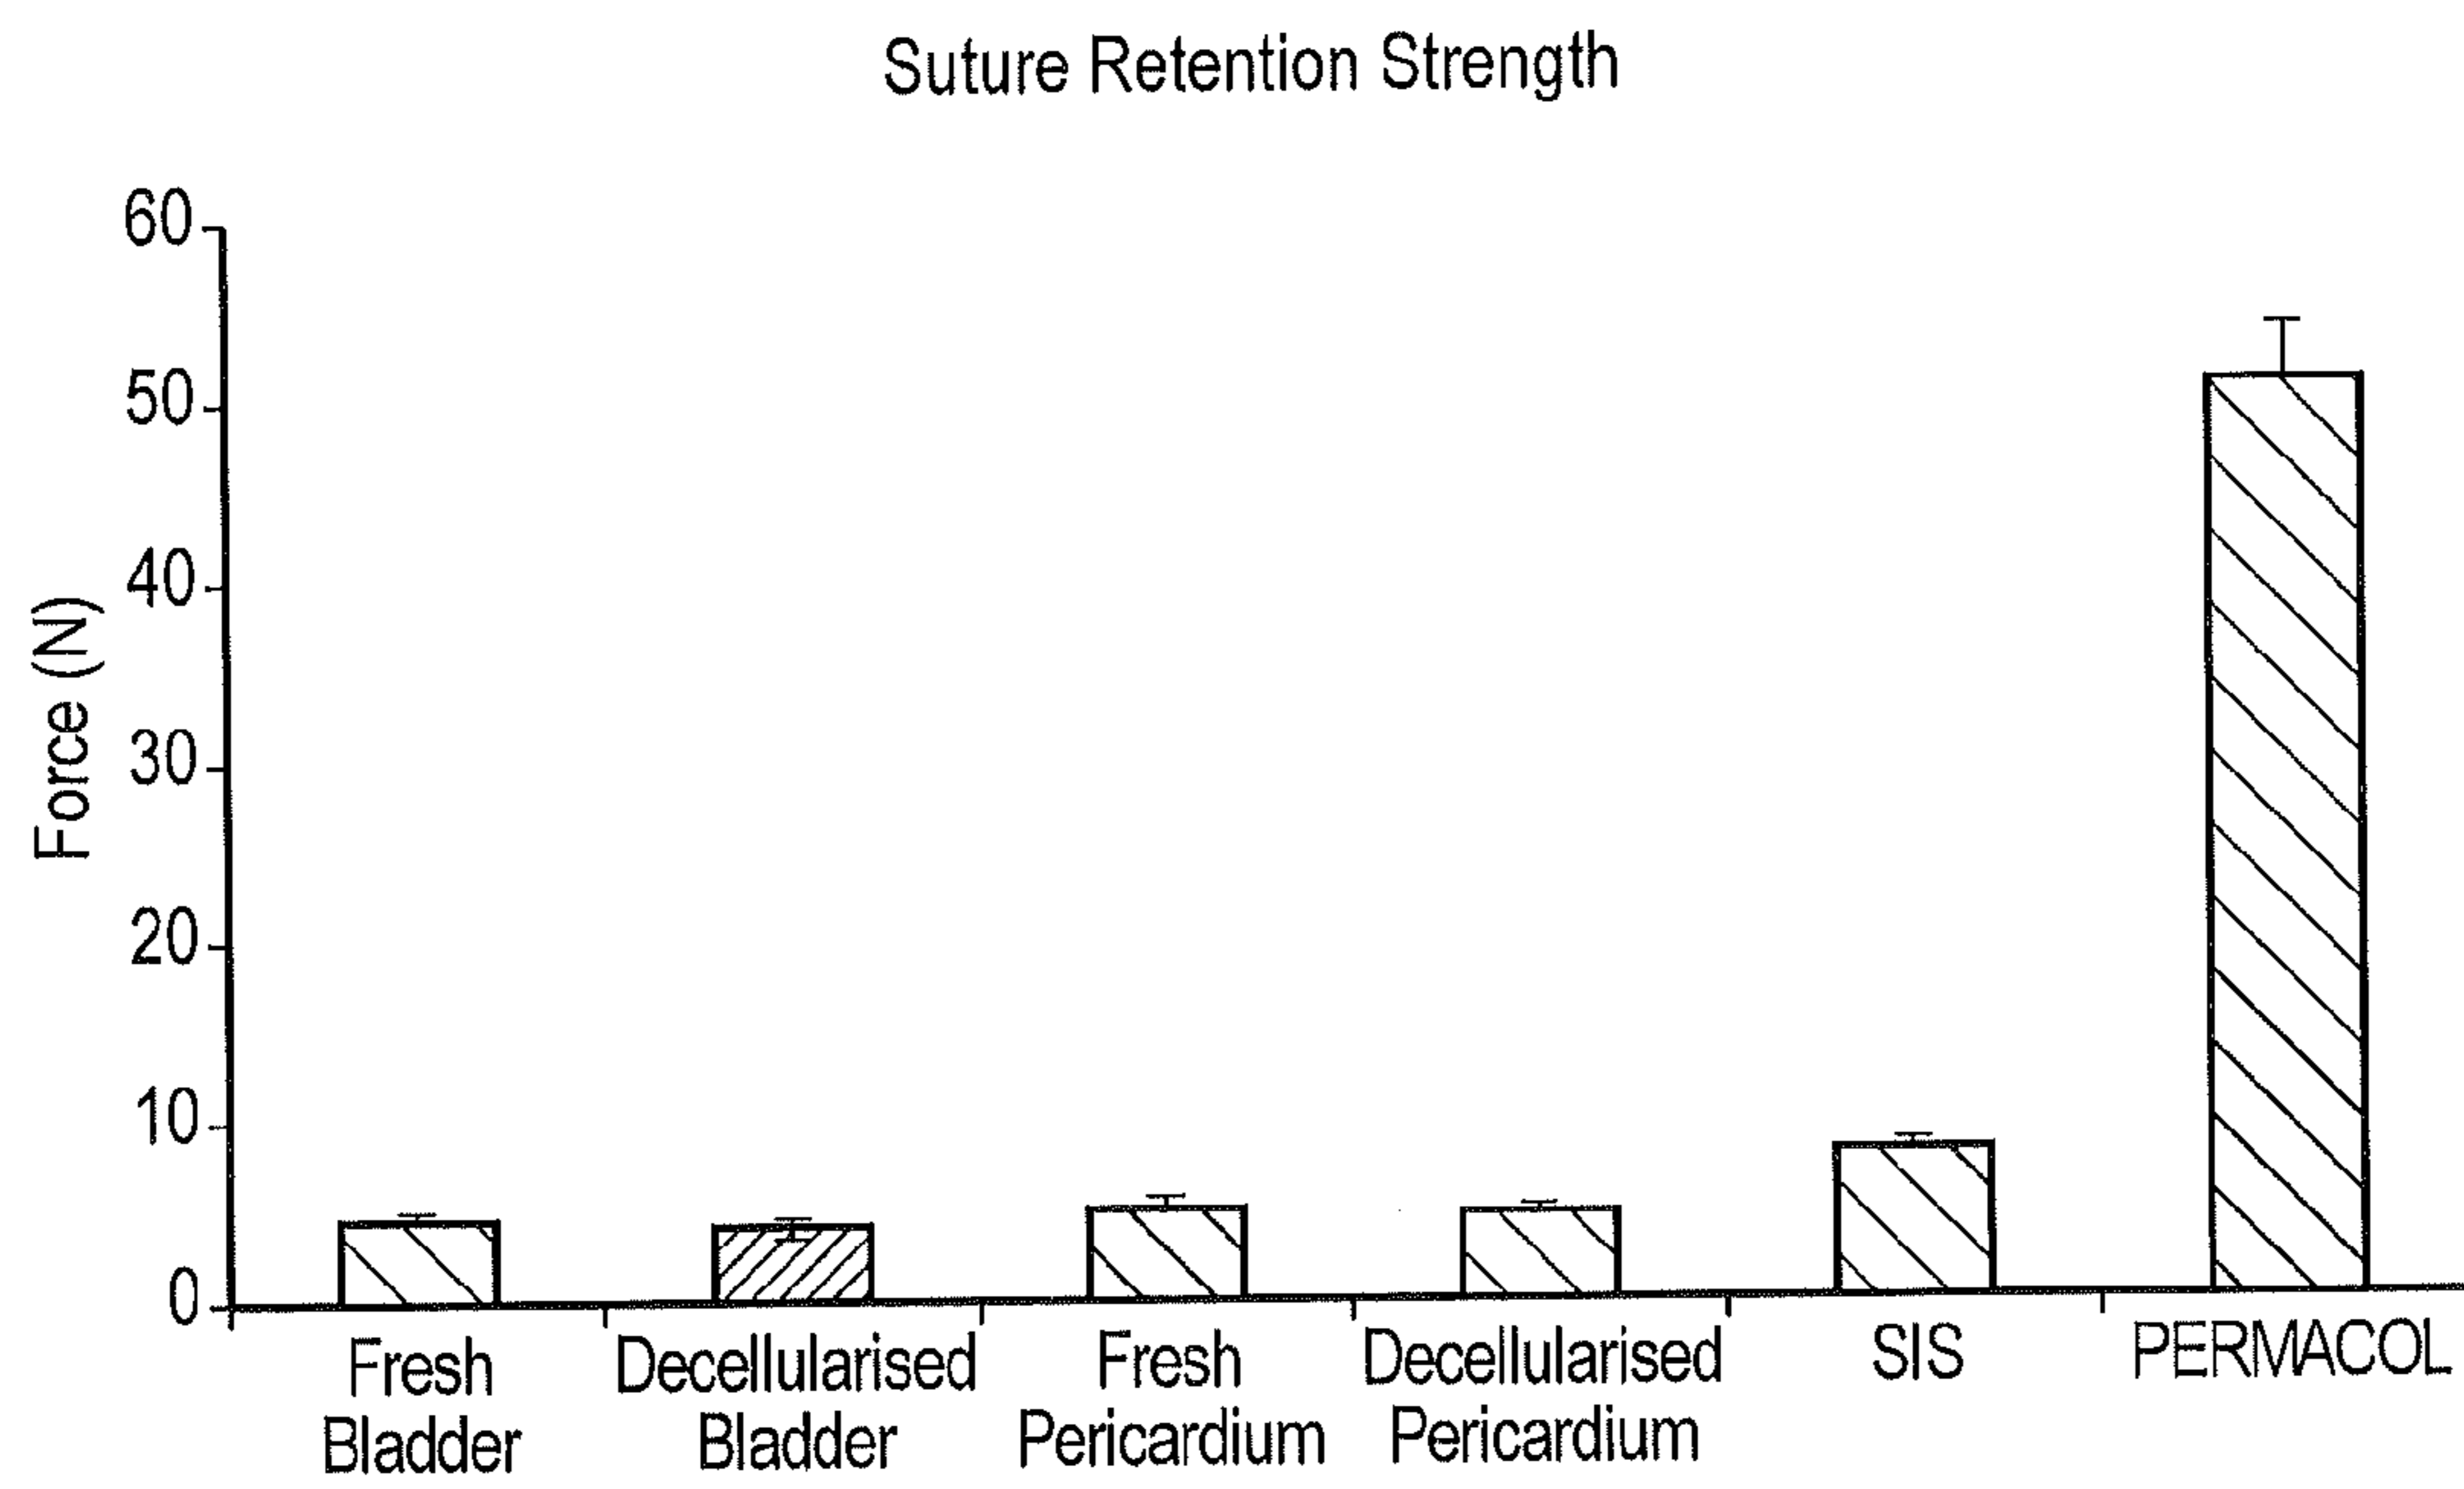 Suture Retention Strength
60
50
40
30
20
10
0
Force (N)
Fresh
Bladder
Decellularised
Bladder
Fresh
Pericardium
Decellularised
Pericardium
SIS
PERMACOL